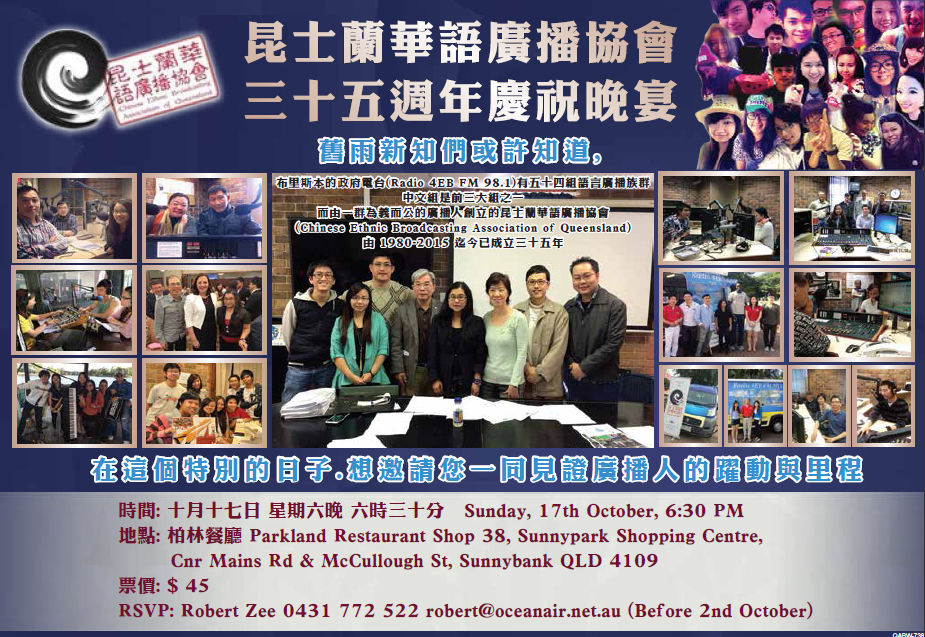 昆士蘭華
語廣播協會
Chinese Ethnic Broadcasting
Association of Queensland
昆士蘭華語廣播協會
三十五週年慶祝晚宴
舊雨新知們或許知道,
布里斯本的政府電台(Radio 4EB FM 98.1)有五十四組語言廣播族群
中文組是前三大組之一
而由一群為義而公的廣播人創立的昆士蘭華語廣播協會
(Chinese Ethnic Broadcasting Association of Queensland)
由 1980-2015 迄今已成立三十五年
Radio 4EB FM 98.1
在這個特別的日子.想邀請您一同見證廣播人的躍動與里程
時間: 十月十七日 星期六晚 六時三十分 Sunday, 17th October, 6:30 PM
地點: 柏林餐廳 Parkland Restaurant Shop 38, Sunnypark Shopping Centre,
Cnr Mains Rd & McCullough St, Sunnybank QLD 4109
票價: $ 45
RSVP: Robert Zee 0431 772 522 robert@oceanair.net.au (Before 2nd October)